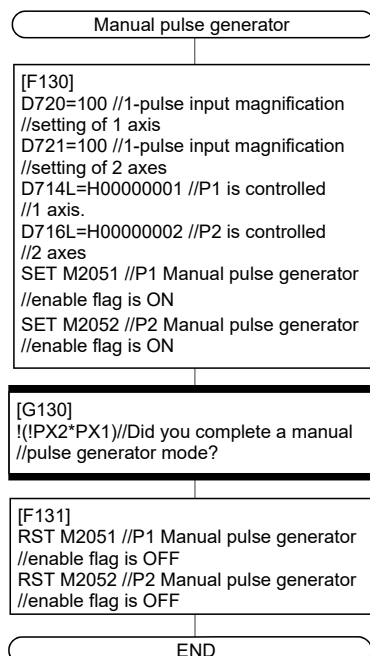 Manual pulse generator
[F130]
D720=100 //1-pulse input magnification
//setting of 1 axis
D721=100 //1-pulse input magnification
//setting of 2 axes
D714L=H00000001 //P1 is controlled
//1 axis.
D716L=H00000002 //P2 is controlled
//2 axes
SET M2051 //P1 Manual pulse generator
//enable flag is ON
SET M2052 //P2 Manual pulse generator
//enable flag is ON
[G130]
!(!PX2*PX1)//Did you complete a manual
//pulse generator mode?
[F131]
RST M2051 //P1 Manual pulse generator
//enable flag is OFF
RST M2052 //P2 Manual pulse generator
//enable flag is OFF
END